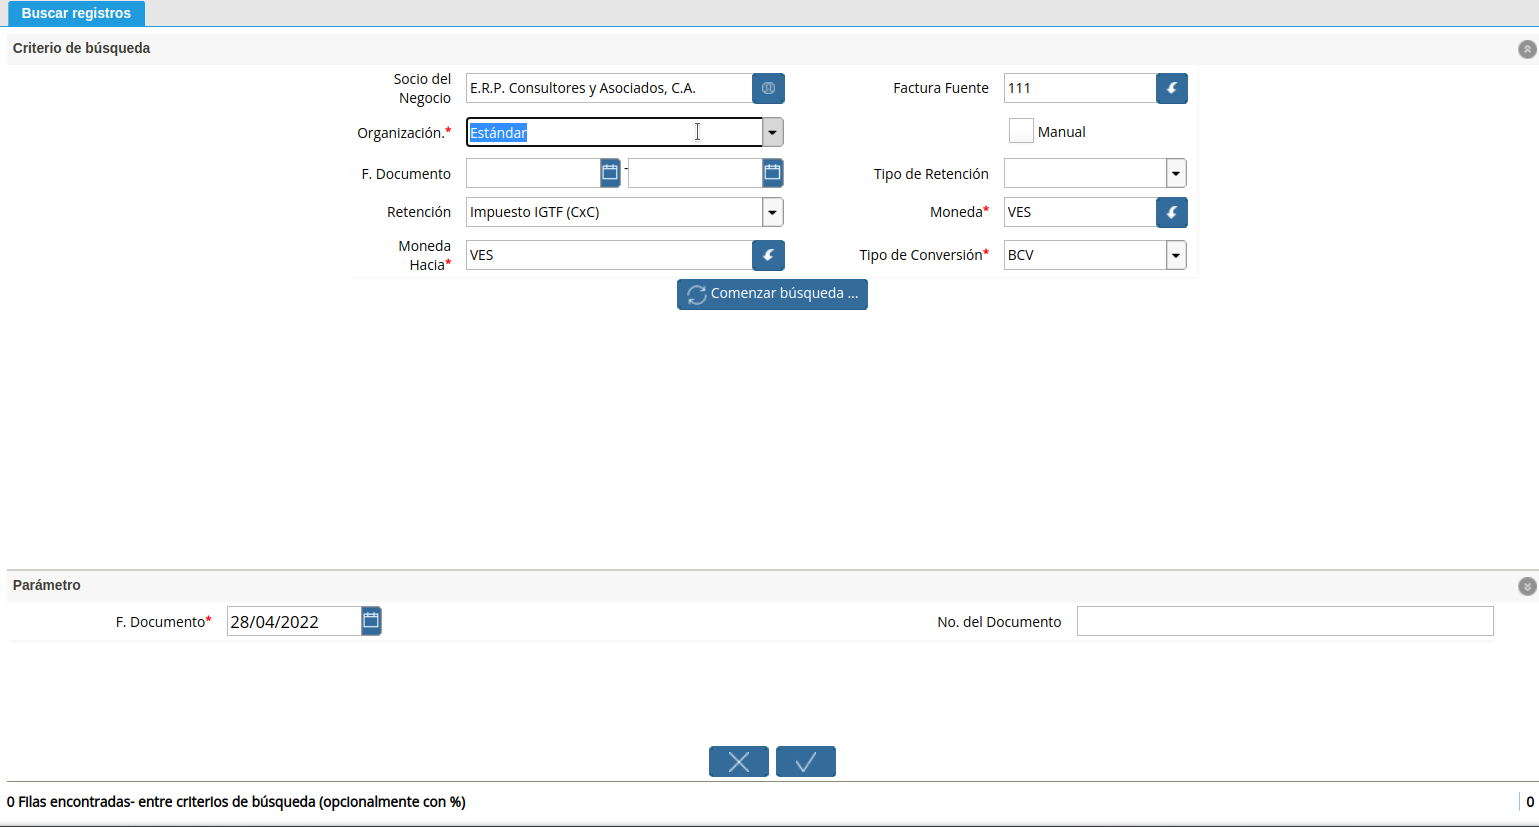 Buscar registros
Criterio de búsqueda
Socio del Negocio
E.R.P. Consultores y Asociados, C.A.
Factura Fuente
111
Organización.*
Estándar
Manual
F. Documento
-
Tipo de Retención
Retención
Impuesto IGTF (CxC)
Moneda*
VES
Moneda Hacia*
VES
Tipo de Conversión*
BCV
Comenzar búsqueda ...
Parámetro
F. Documento*
28/04/2022
No. del Documento
0 Filas encontradas- entre criterios de búsqueda (opcionalmente con %)
0